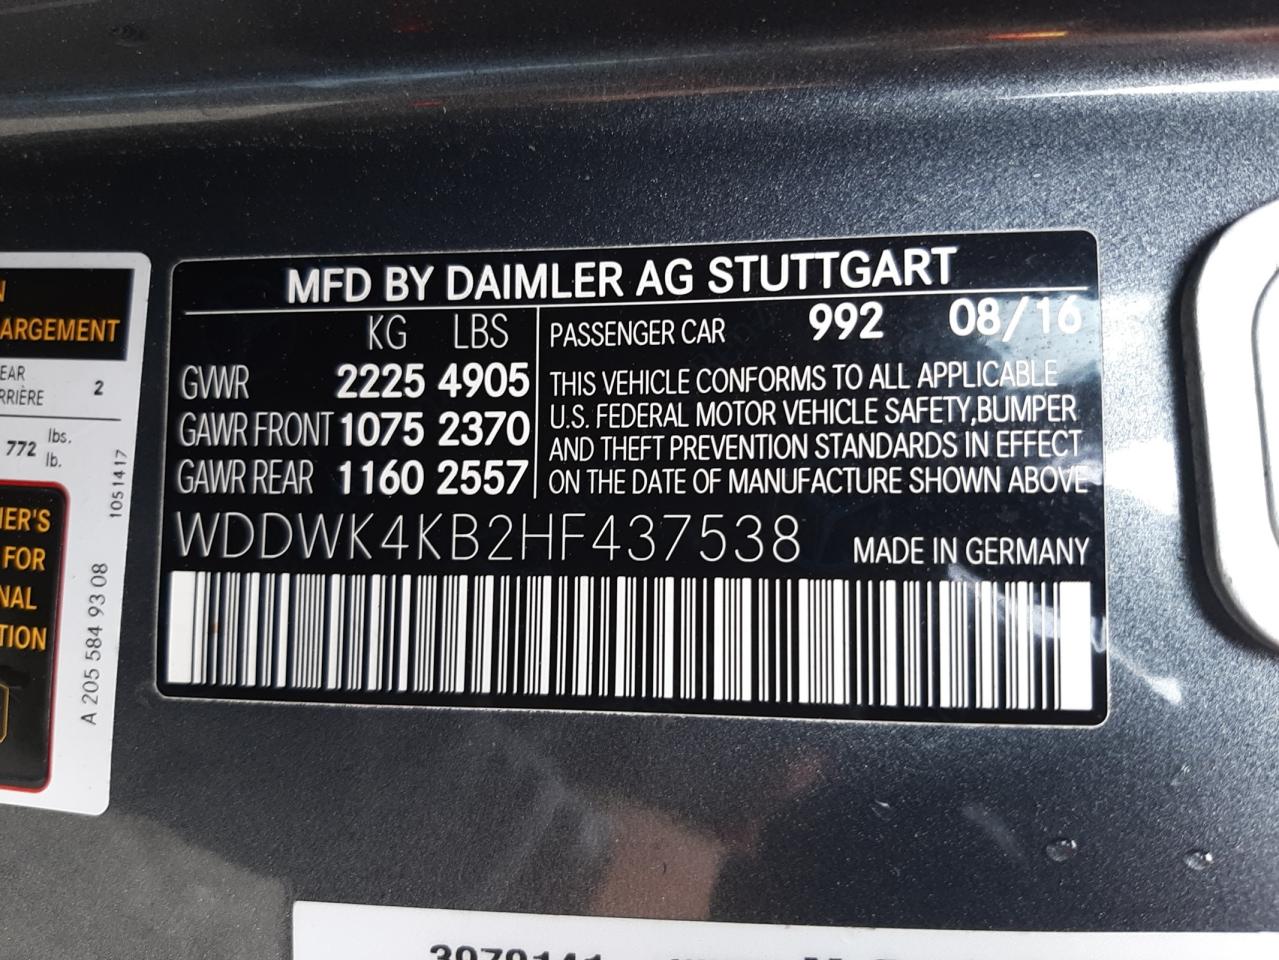 MFD BY DAIMLER AG STUTTGART
KG LBS
GVWR 2225 4905
GAWR FRONT 1075 2370
GAWR REAR 1160 2557
PASSENGER CAR 992 08/16
THIS VEHICLE CONFORMS TO ALL APPLICABLE
U.S. FEDERAL MOTOR VEHICLE SAFETY,BUMPER
AND THEFT PREVENTION STANDARDS IN EFFECT
ON THE DATE OF MANUFACTURE SHOWN ABOVE
WDDWK4KB2HF437538 MADE IN GERMANY
N
ARGEMENT
EAR
RRIÈRE
2
772 lbs.
lb.
1051417
NER'S
FOR
NAL
TION
A 205 584 93 08